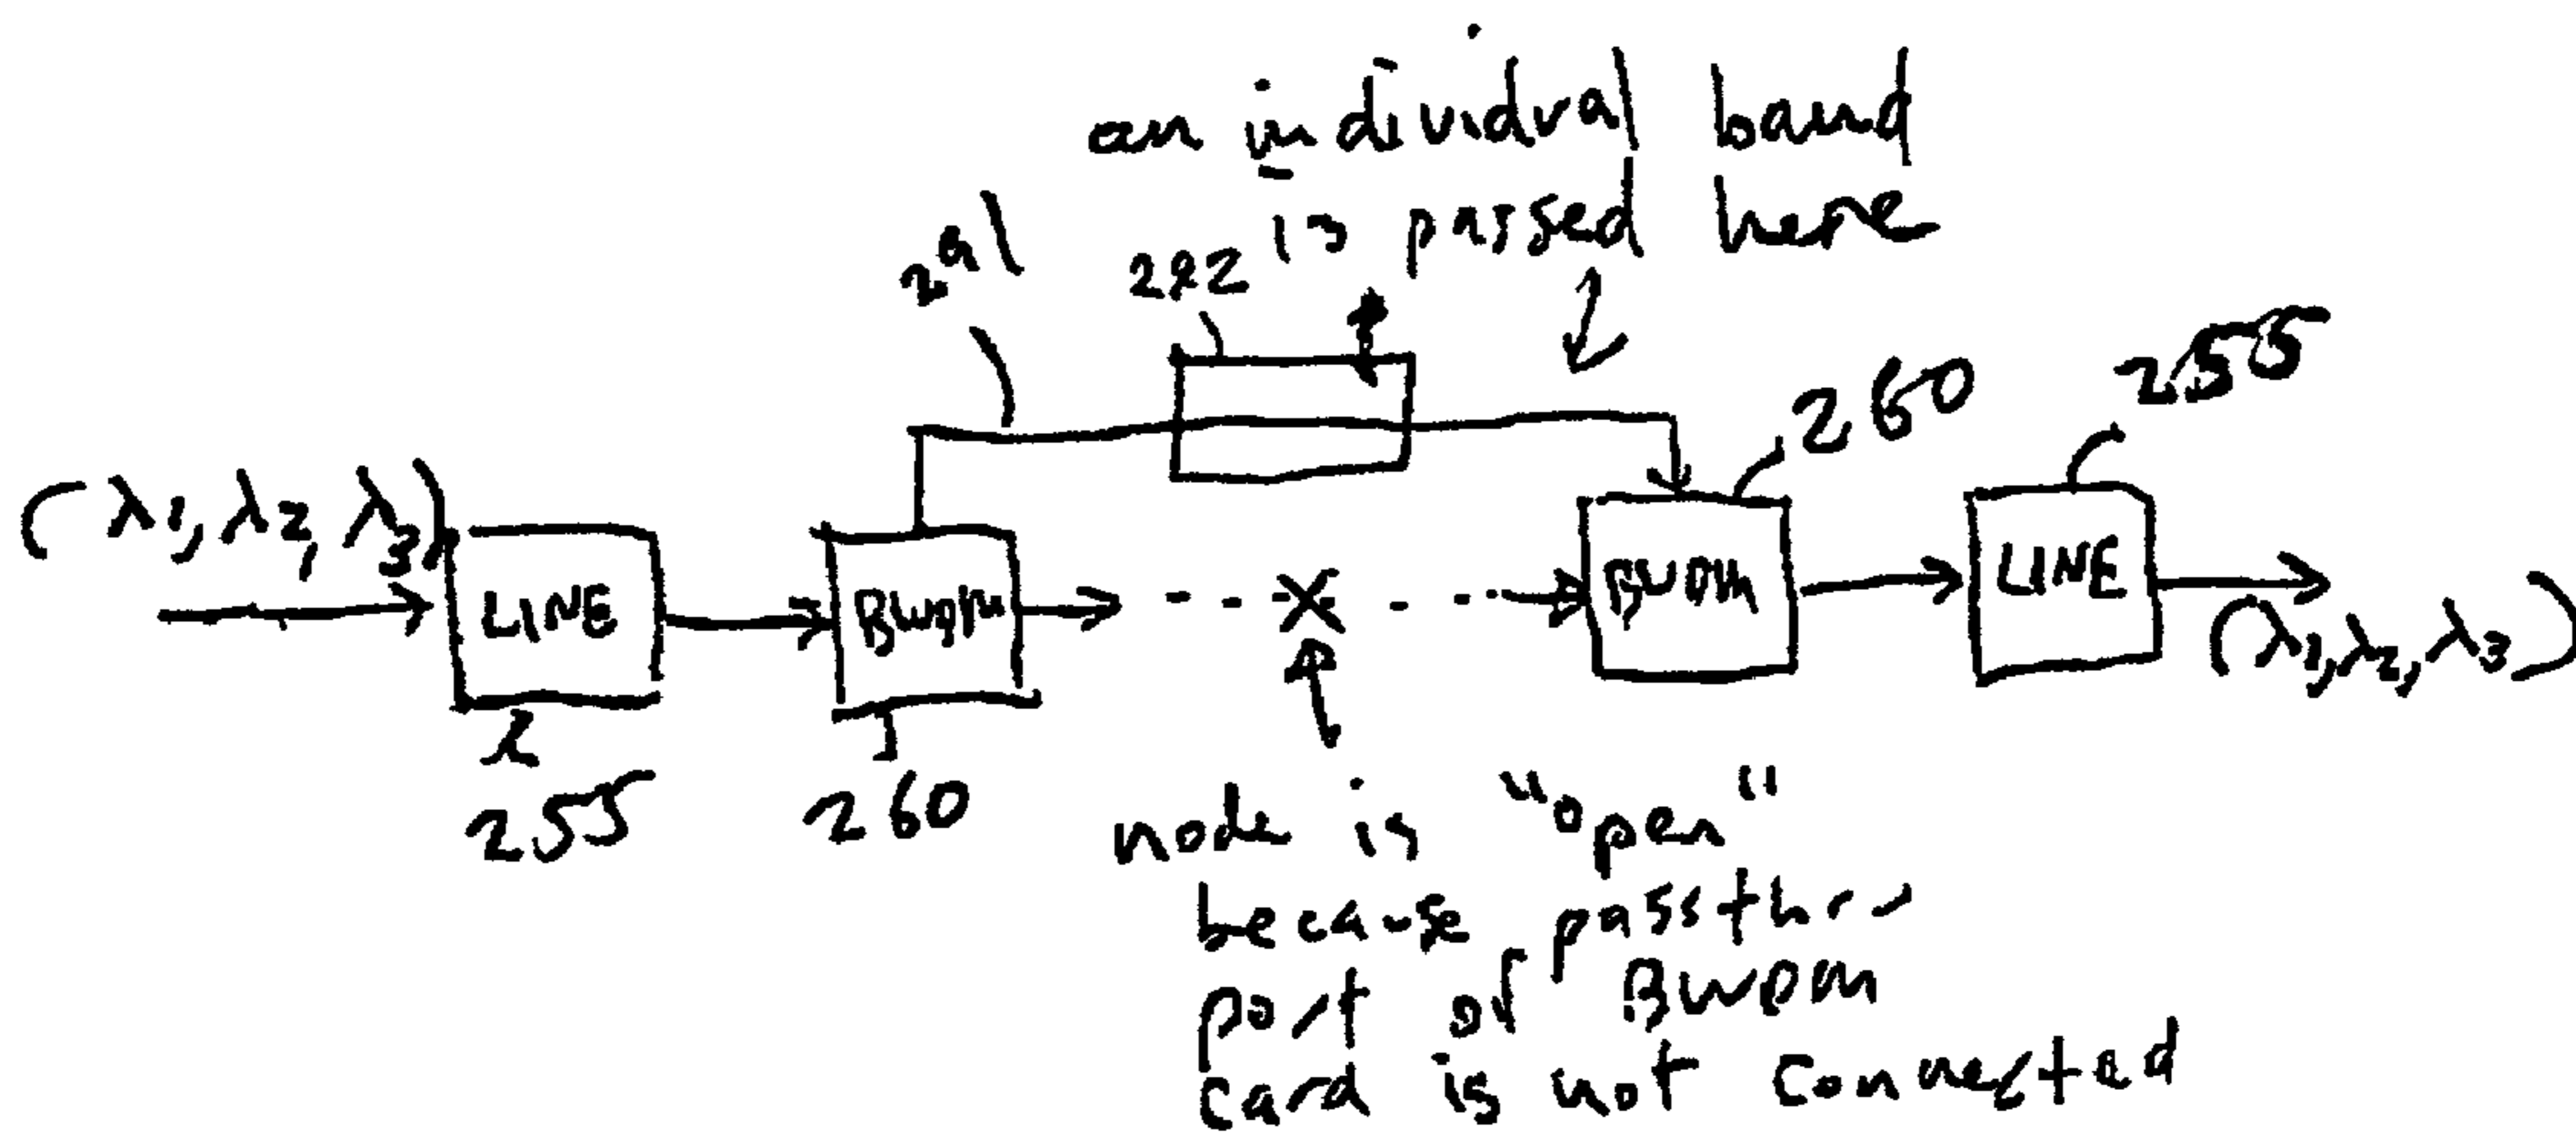 an individual band
is passed here
291
292
260
255
(λ1, λ2, λ3)
LINE
BWDM
BWDM
LINE
(λ1, λ2, λ3)
255
260
node is "open"
because passthru
port of BWDM
card is not connected